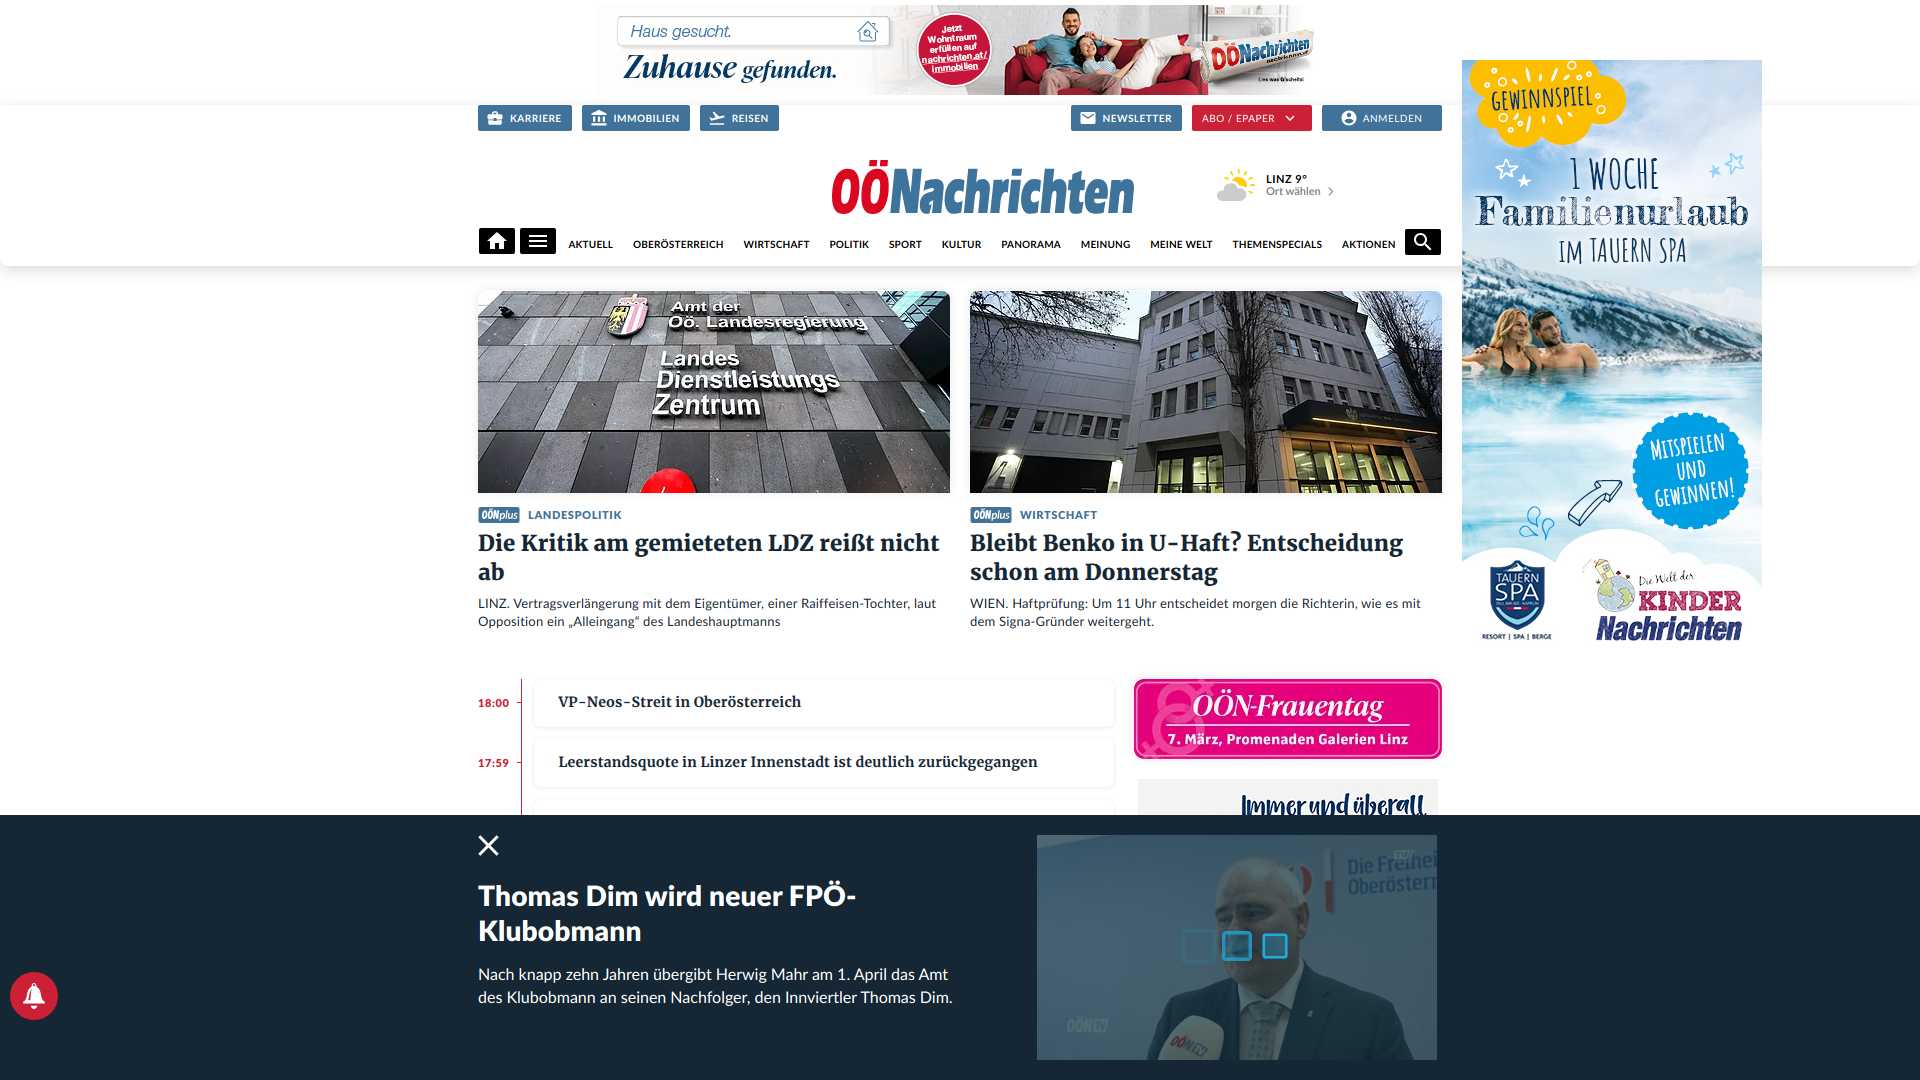 Haus gesucht.
Zuhause gefunden.
Jetzt
Wohntraum
erfüllen auf
nachrichten.at/
immobilien
OÖNachrichten
Lies was G'scheits!
KARRIERE
IMMOBILIEN
REISEN
NEWSLETTER
ABO / EPAPER
ANMELDEN
OÖNachrichten
LINZ 9°
Ort wählen
AKTUELL
OBERÖSTERREICH
WIRTSCHAFT
POLITIK
SPORT
KULTUR
PANORAMA
MEINUNG
MEINE WELT
THEMENSPECIALS
AKTIONEN
GEWINNSPIEL
1 WOCHE
Familienurlaub
IM TAUERN SPA
MITSPIELEN
UND
GEWINNEN!
TAUERN
SPA
RESORT | SPA | BERGE
Die Welt der
KINDER
Nachrichten
Amt der
Oö. Landesregierung
Landes
Dienstleistungs
Zentrum
OÖNplus LANDESPOLITIK
Die Kritik am gemieteten LDZ reißt nicht
ab
LINZ. Vertragsverlängerung mit dem Eigentümer, einer Raiffeisen-Tochter, laut
Opposition ein „Alleingang“ des Landeshauptmanns
OÖNplus WIRTSCHAFT
Bleibt Benko in U-Haft? Entscheidung
schon am Donnerstag
WIEN. Haftprüfung: Um 11 Uhr entscheidet morgen die Richterin, wie es mit
dem Signa-Gründer weitergeht.
18:00 VP-Neos-Streit in Oberösterreich
17:59 Leerstandsquote in Linzer Innenstadt ist deutlich zurückgegangen
OÖN-Frauentag
7. März, Promenaden Galerien Linz
Immer und überall
Thomas Dim wird neuer FPÖ-
Klubobmann
Nach knapp zehn Jahren übergibt Herwig Mahr am 1. April das Amt
des Klubobmann an seinen Nachfolger, den Innviertler Thomas Dim.
Die Freihei
Oberösterr
OÖNTV
OÖNTV